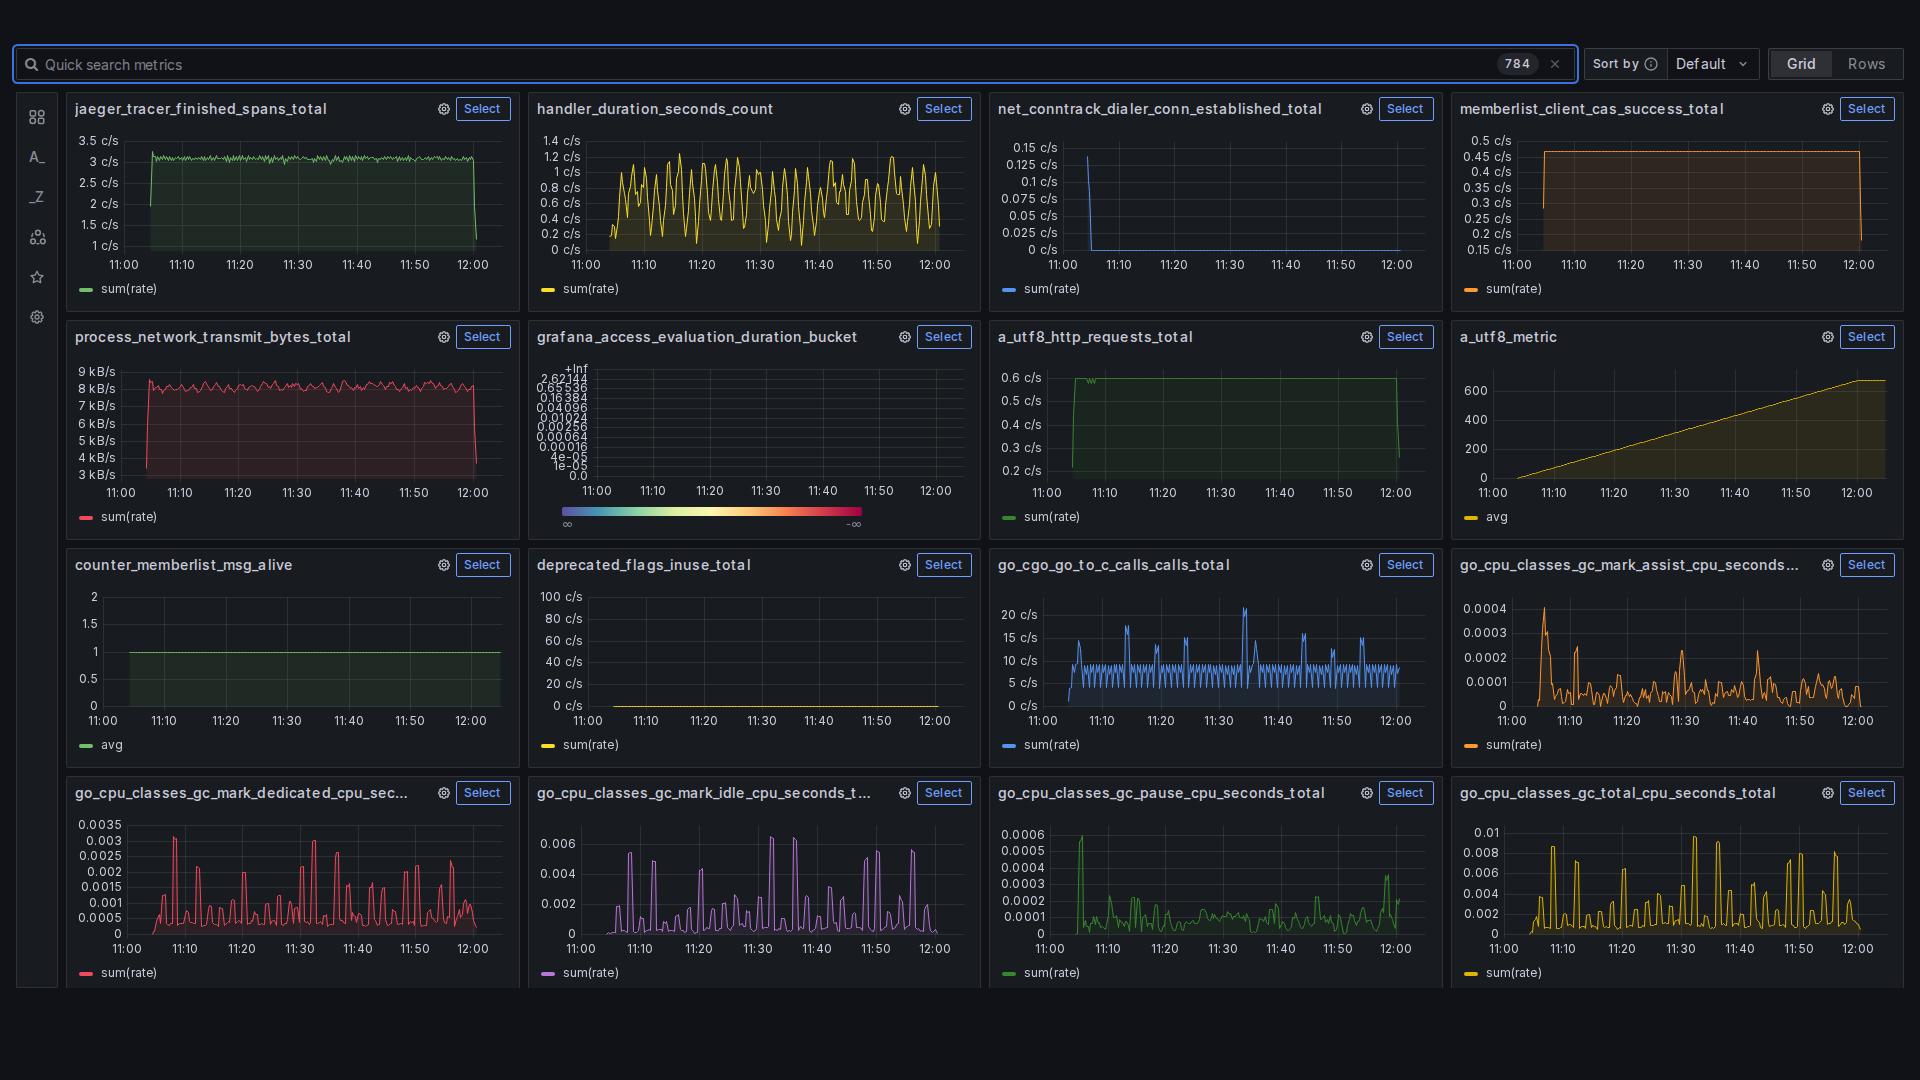 Quick search metrics 784 Sort by Default Grid Rows
A_
_Z
jaeger_tracer_finished_spans_total Select
3.5 c/s
3 c/s
2.5 c/s
2 c/s
1.5 c/s
1 c/s
11:00 11:10 11:20 11:30 11:40 11:50 12:00
sum(rate)
handler_duration_seconds_count Select
1.4 c/s
1.2 c/s
1 c/s
0.8 c/s
0.6 c/s
0.4 c/s
0.2 c/s
0 c/s
11:00 11:10 11:20 11:30 11:40 11:50 12:00
sum(rate)
net_conntrack_dialer_conn_established_total Select
0.15 c/s
0.125 c/s
0.1 c/s
0.075 c/s
0.05 c/s
0.025 c/s
0 c/s
11:00 11:10 11:20 11:30 11:40 11:50 12:00
sum(rate)
memberlist_client_cas_success_total Select
0.5 c/s
0.45 c/s
0.4 c/s
0.35 c/s
0.3 c/s
0.25 c/s
0.2 c/s
0.15 c/s
11:00 11:10 11:20 11:30 11:40 11:50 12:00
sum(rate)
process_network_transmit_bytes_total Select
9 kB/s
8 kB/s
7 kB/s
6 kB/s
5 kB/s
4 kB/s
3 kB/s
11:00 11:10 11:20 11:30 11:40 11:50 12:00
sum(rate)
grafana_access_evaluation_duration_bucket Select
+Inf
2.62144
0.65536
0.16384
0.04096
0.01024
0.00256
0.00064
0.00016
4e-05
1e-05
0.0
11:00 11:10 11:20 11:30 11:40 11:50 12:00
∞ -∞
a_utf8_http_requests_total Select
0.6 c/s
0.5 c/s
0.4 c/s
0.3 c/s
0.2 c/s
11:00 11:10 11:20 11:30 11:40 11:50 12:00
sum(rate)
a_utf8_metric Select
600
400
200
0
11:00 11:10 11:20 11:30 11:40 11:50 12:00
avg
counter_memberlist_msg_alive Select
2
1.5
1
0.5
0
11:00 11:10 11:20 11:30 11:40 11:50 12:00
avg
deprecated_flags_inuse_total Select
100 c/s
80 c/s
60 c/s
40 c/s
20 c/s
0 c/s
11:00 11:10 11:20 11:30 11:40 11:50 12:00
sum(rate)
go_cgo_go_to_c_calls_calls_total Select
20 c/s
15 c/s
10 c/s
5 c/s
0 c/s
11:00 11:10 11:20 11:30 11:40 11:50 12:00
sum(rate)
go_cpu_classes_gc_mark_assist_cpu_seconds... Select
0.0004
0.0003
0.0002
0.0001
0
11:00 11:10 11:20 11:30 11:40 11:50 12:00
sum(rate)
go_cpu_classes_gc_mark_dedicated_cpu_sec... Select
0.0035
0.003
0.0025
0.002
0.0015
0.001
0.0005
0
11:00 11:10 11:20 11:30 11:40 11:50 12:00
sum(rate)
go_cpu_classes_gc_mark_idle_cpu_seconds_t... Select
0.006
0.004
0.002
0
11:00 11:10 11:20 11:30 11:40 11:50 12:00
sum(rate)
go_cpu_classes_gc_pause_cpu_seconds_total Select
0.0006
0.0005
0.0004
0.0003
0.0002
0.0001
0
11:00 11:10 11:20 11:30 11:40 11:50 12:00
sum(rate)
go_cpu_classes_gc_total_cpu_seconds_total Select
0.01
0.008
0.006
0.004
0.002
0
11:00 11:10 11:20 11:30 11:40 11:50 12:00
sum(rate)